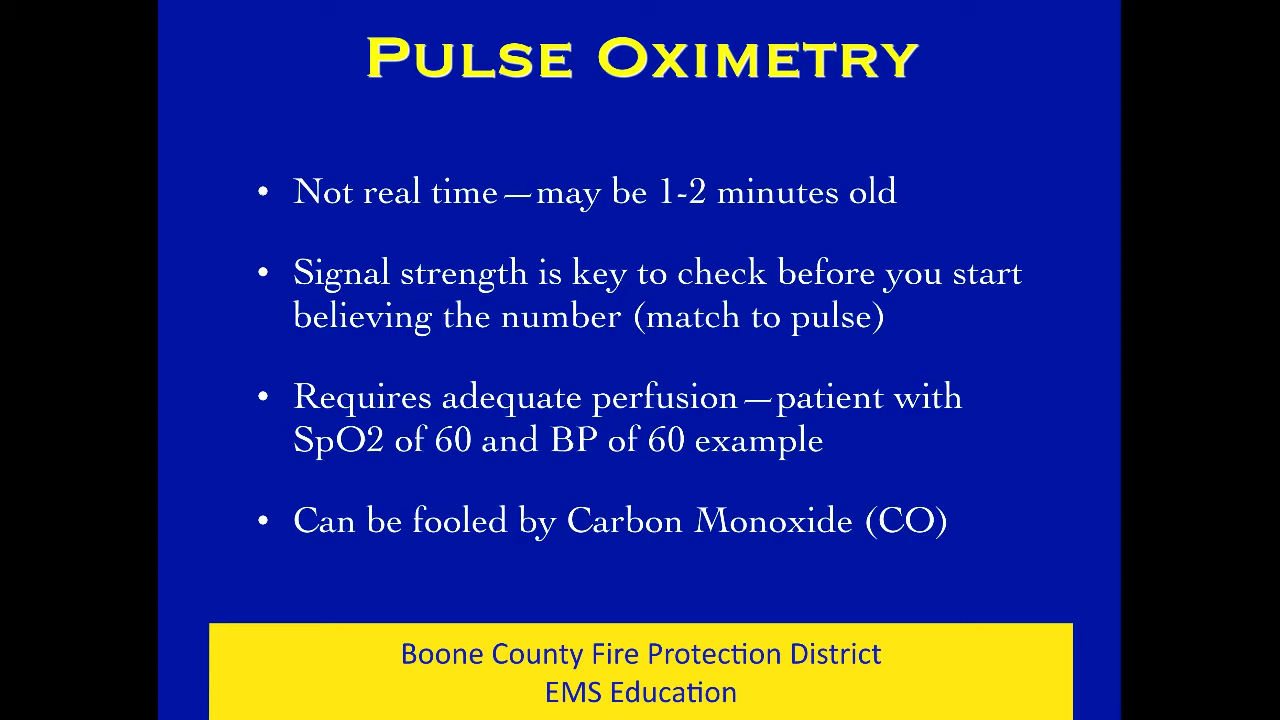 PULSE OXIMETRY
• Not real time—may be 1-2 minutes old
• Signal strength is key to check before you start
believing the number (match to pulse)
• Requires adequate perfusion—patient with
SpO2 of 60 and BP of 60 example
• Can be fooled by Carbon Monoxide (CO)
Boone County Fire Protection District
EMS Education